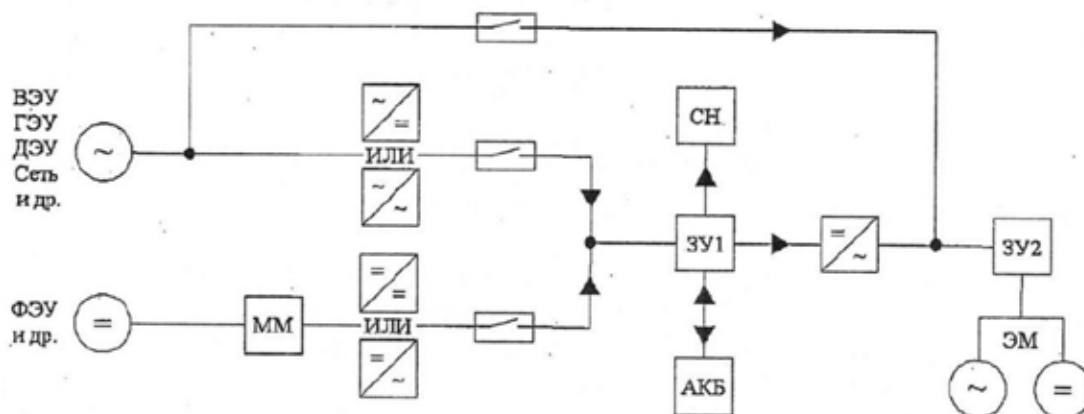 ВЭУ
ГЭУ
ДЭУ
Сеть
и др.
~
~
=
ИЛИ
~
~
СН
ЗУ1
=
~
ЗУ2
ФЭУ
и др.
=
ММ
=
=
ИЛИ
=
~
АКБ
ЭМ
~
=